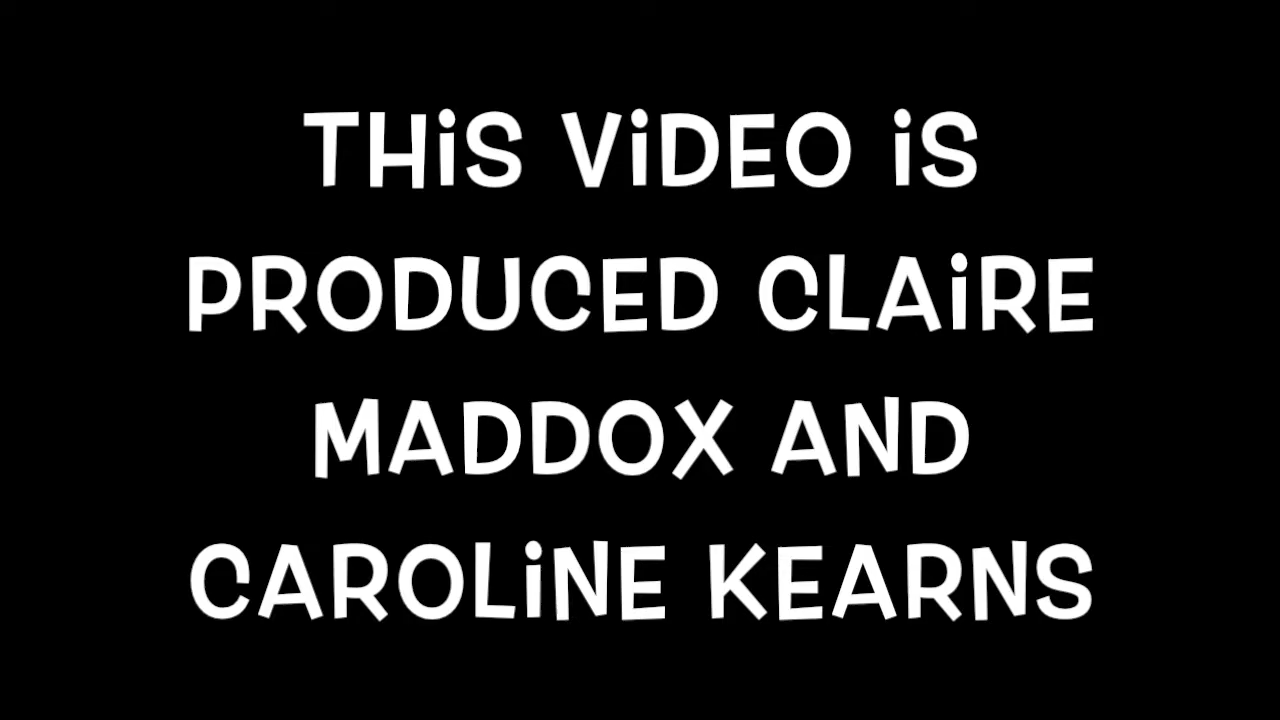 THiS ViDEO iS
PRODUCED CLAiRE
MADDOX AND
CAROLiNE KEARNS